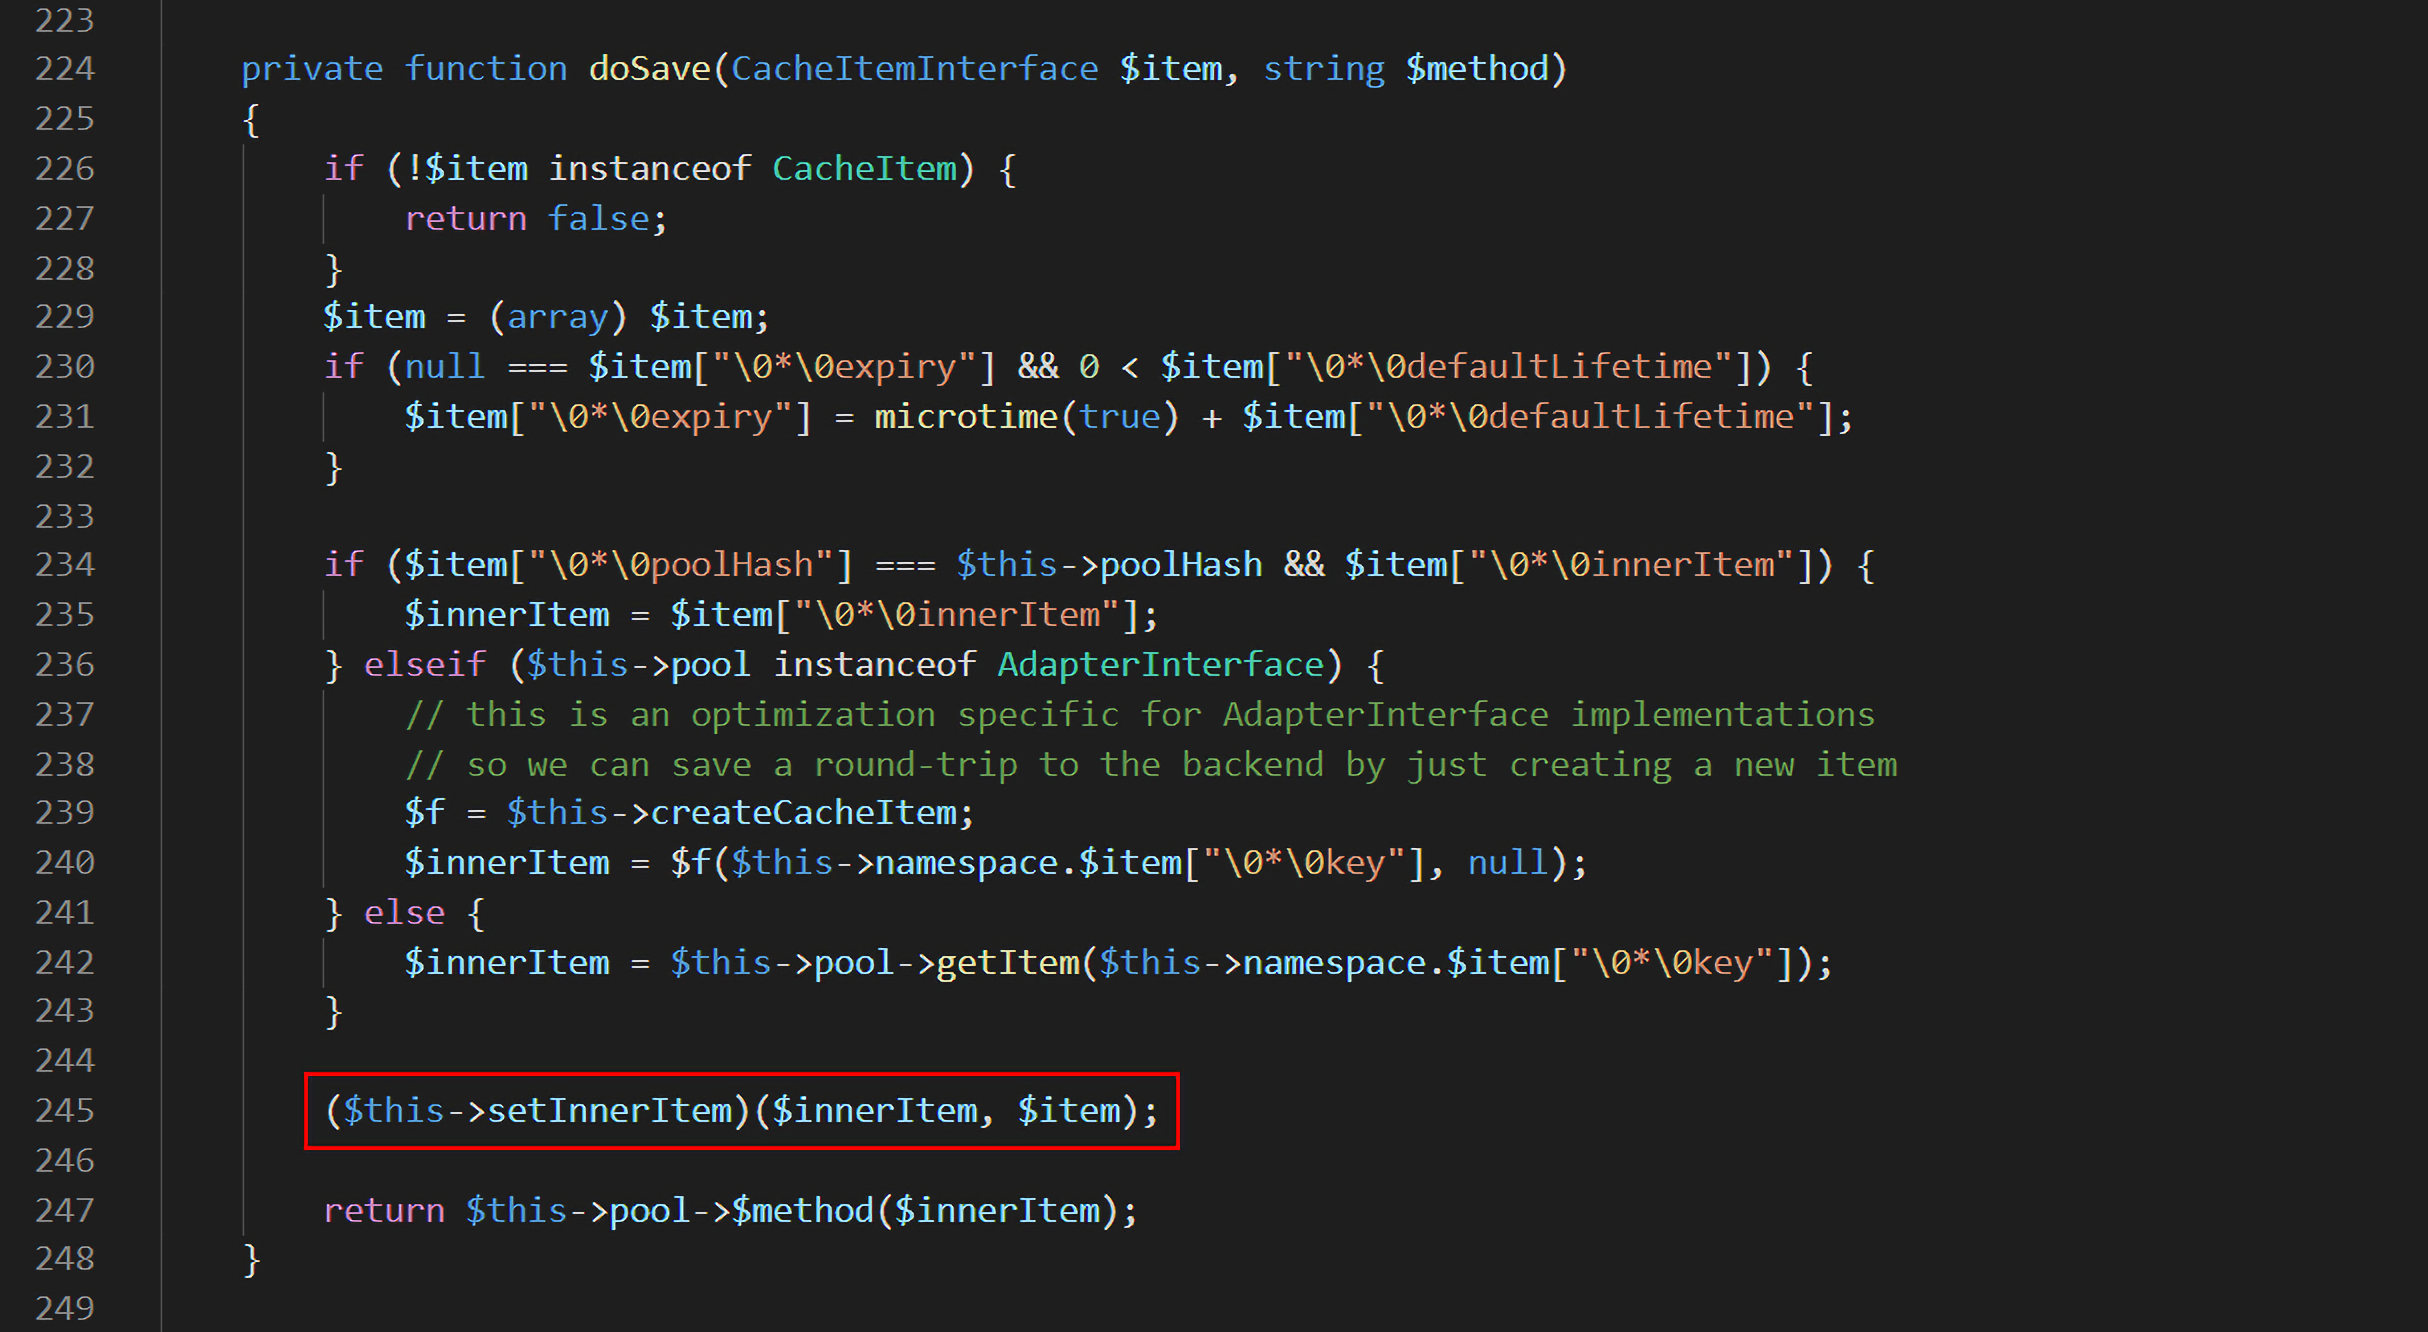 223
224 private function doSave(CacheItemInterface $item, string $method)
225 {
226 if (!$item instanceof CacheItem) {
227 return false;
228 }
229 $item = (array) $item;
230 if (null === $item["\0*\0expiry"] && 0 < $item["\0*\0defaultLifetime"]) {
231 $item["\0*\0expiry"] = microtime(true) + $item["\0*\0defaultLifetime"];
232 }
233
234 if ($item["\0*\0poolHash"] === $this->poolHash && $item["\0*\0innerItem"]) {
235 $innerItem = $item["\0*\0innerItem"];
236 } elseif ($this->pool instanceof AdapterInterface) {
237 // this is an optimization specific for AdapterInterface implementations
238 // so we can save a round-trip to the backend by just creating a new item
239 $f = $this->createCacheItem;
240 $innerItem = $f($this->namespace.$item["\0*\0key"], null);
241 } else {
242 $innerItem = $this->pool->getItem($this->namespace.$item["\0*\0key"]);
243 }
244
245 ($this->setInnerItem)($innerItem, $item);
246
247 return $this->pool->$method($innerItem);
248 }
249